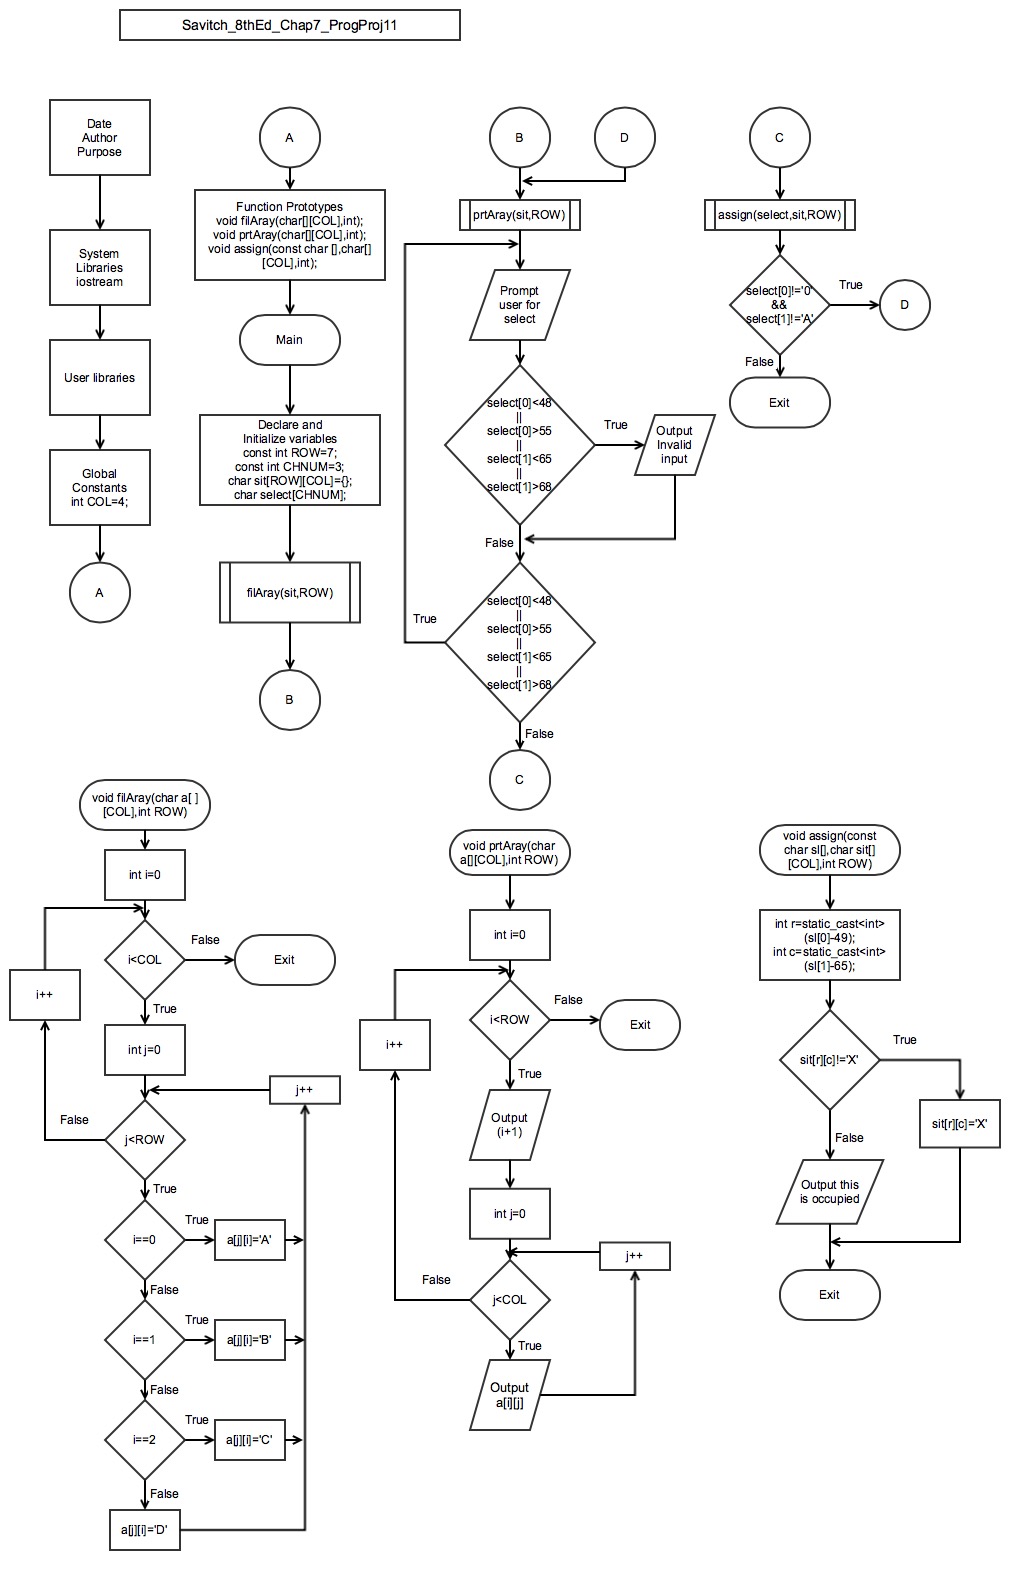 Savitch_8thEd_Chap7_ProgProj11
Date
Author
Purpose
System
Libraries
iostream
User libraries
Global
Constants
int COL=4;
A
A
Function Prototypes
void filAray(char[][COL],int);
void prtAray(char[][COL],int);
void assign(const char [],char[]
[COL],int);
Main
Declare and
Initialize variables
const int ROW=7;
const int CHNUM=3;
char sit[ROW][COL]={};
char select[CHNUM];
filAray(sit,ROW)
B
B
D
prtAray(sit,ROW)
Prompt
user for
select
select[0]<48
||
select[0]>55
||
select[1]<65
||
select[1]>68
True
Output
Invalid
input
False
select[0]<48
||
select[0]>55
||
select[1]<65
||
select[1]>68
True
False
C
C
assign(select,sit,ROW)
select[0]!='0'
&&
select[1]!='A'
True
D
False
Exit
void filAray(char a[ ]
[COL],int ROW)
int i=0
i<COL
False
Exit
i++
True
int j=0
j++
False
j<ROW
True
i==0
True
a[j][i]='A'
False
i==1
True
a[j][i]='B'
False
i==2
True
a[j][i]='C'
False
a[j][i]='D'
void prtAray(char
a[][COL],int ROW)
int i=0
i<ROW
False
Exit
i++
True
Output
(i+1)
int j=0
j++
False
j<COL
True
Output
a[i][j]
void assign(const
char sl[],char sit[]
[COL],int ROW)
int r=static_cast<int>
(sl[0]-49);
int c=static_cast<int>
(sl[1]-65);
sit[r][c]!='X'
True
sit[r][c]='X'
False
Output this
is occupied
Exit